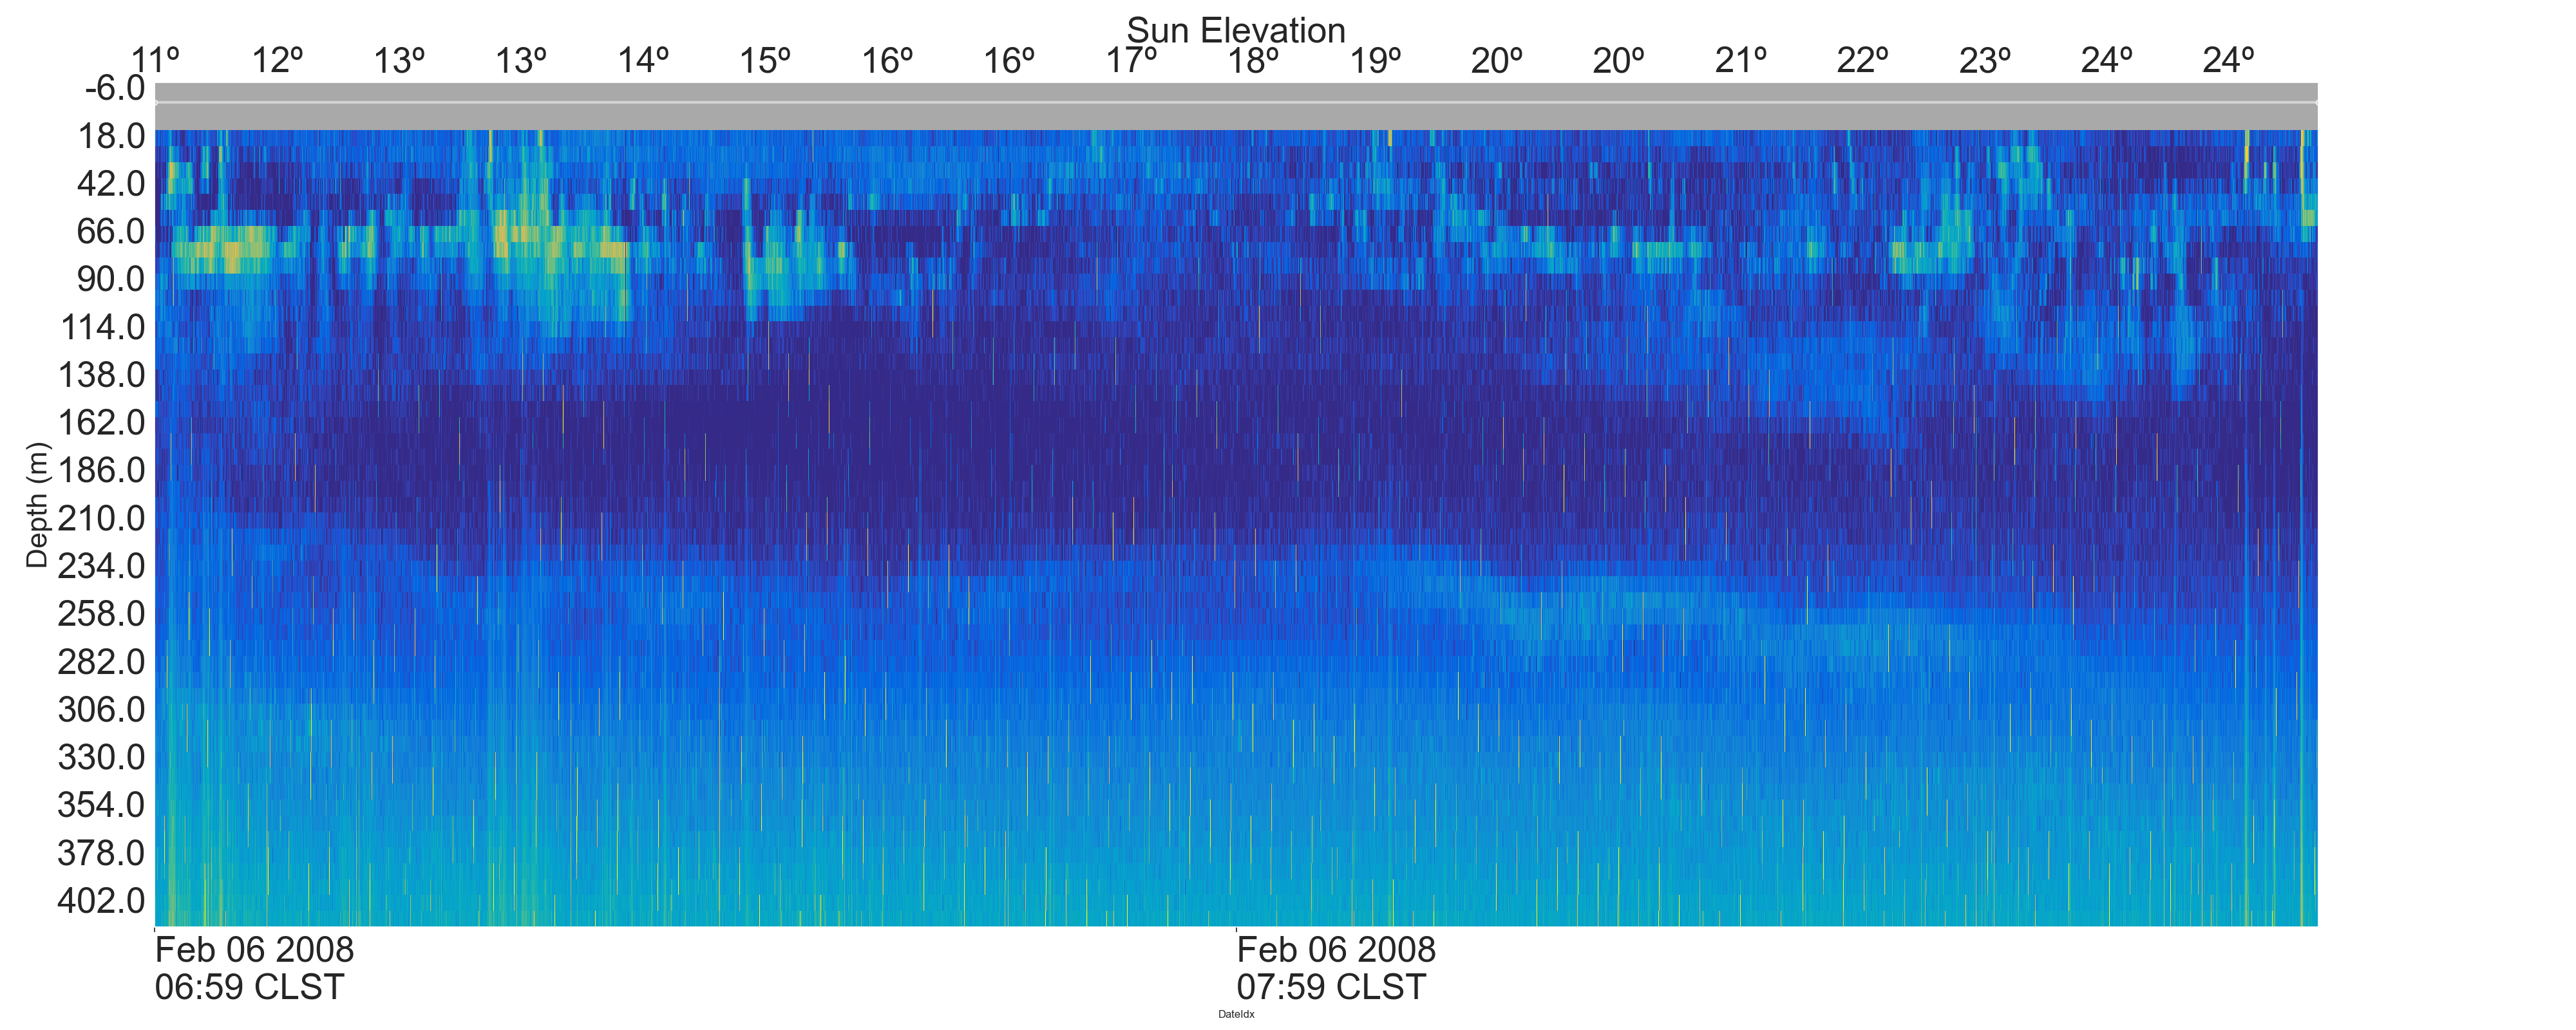 Sun Elevation
11º 12º 13º 13º 14º 15º 16º 16º 17º 18º 19º 20º 20º 21º 22º 23º 24º 24º
-6.0
18.0
42.0
66.0
90.0
114.0
138.0
162.0
186.0
210.0
234.0
258.0
282.0
306.0
330.0
354.0
378.0
402.0
Depth (m)
Feb 06 2008
06:59 CLST
Feb 06 2008
07:59 CLST
DateIdx